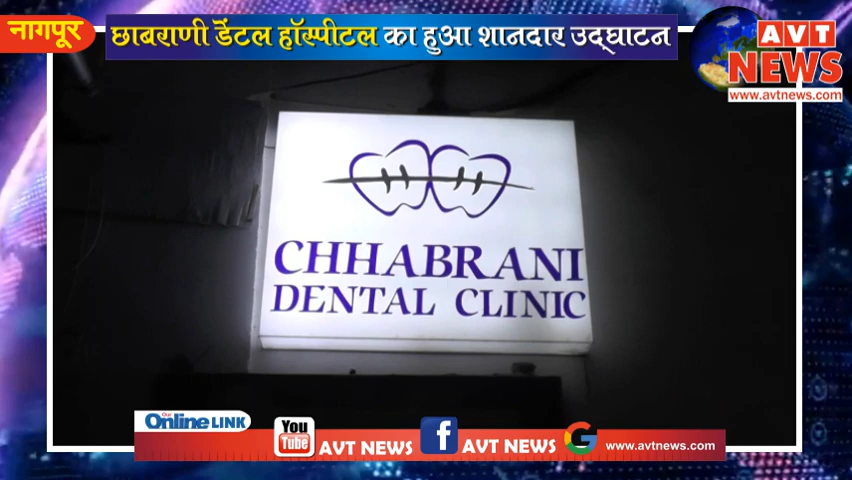 नागपूर
छाबराणी डेंटल हॉस्पीटल का हुआ शानदार उद्घाटन
AVT
NEWS
www.avtnews.com
CHHABRANI
DENTAL CLINIC
Our
Online LINK
You
Tube
AVT NEWS
f
AVT NEWS
G
www.avtnews.com